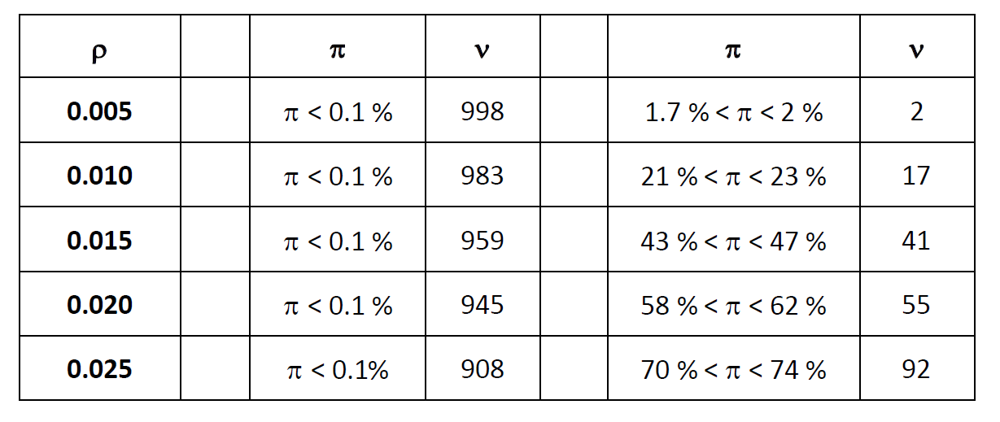 ρ π ν π ν
0.005 π < 0.1 % 998 1.7 % < π < 2 % 2
0.010 π < 0.1 % 983 21 % < π < 23 % 17
0.015 π < 0.1 % 959 43 % < π < 47 % 41
0.020 π < 0.1 % 945 58 % < π < 62 % 55
0.025 π < 0.1% 908 70 % < π < 74 % 92